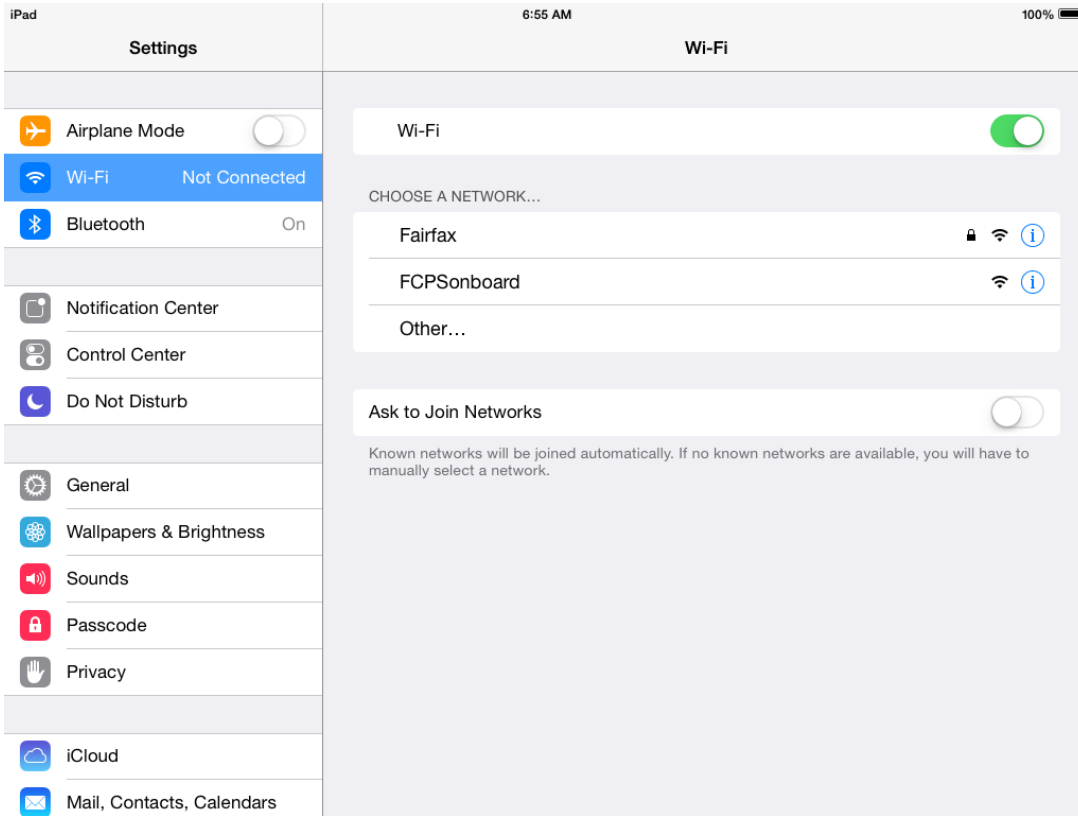 iPad 6:55 AM 100%
Settings
Wi-Fi
Airplane Mode
Wi-Fi Not Connected
Bluetooth On
Notification Center
Control Center
Do Not Disturb
General
Wallpapers & Brightness
Sounds
Passcode
Privacy
iCloud
Mail, Contacts, Calendars
Wi-Fi
CHOOSE A NETWORK...
Fairfax
FCPSonboard
Other...
Ask to Join Networks
Known networks will be joined automatically. If no known networks are available, you will have to
manually select a network.